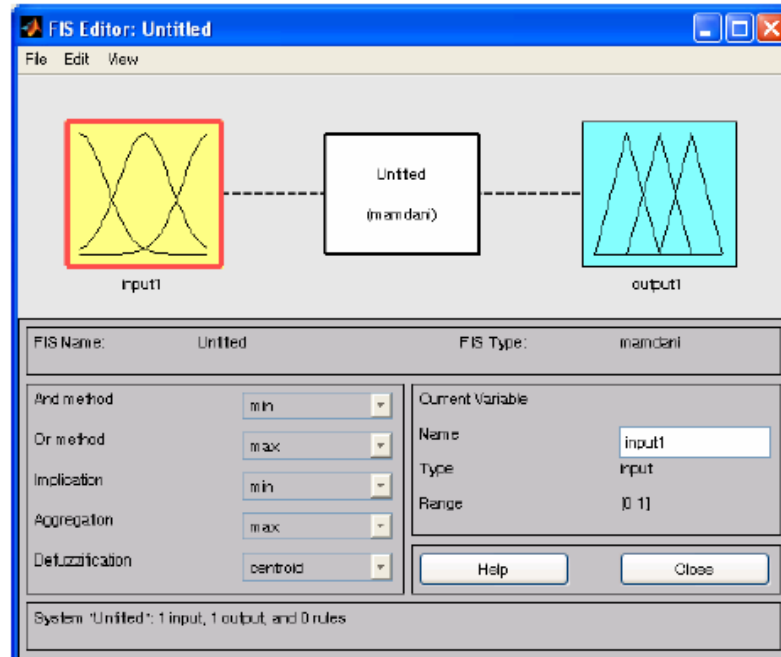 FIS Editor: Untitled
File Edit View
Untitled
(mamdani)
input1
output1
FIS Name: Untitled FIS Type: mamdani
And method min
Or method max
Implication min
Aggregation max
Defuzzification centroid
Current Variable
Name input1
Type input
Range [0 1]
Help Close
System "Untitled": 1 input, 1 output, and 0 rules